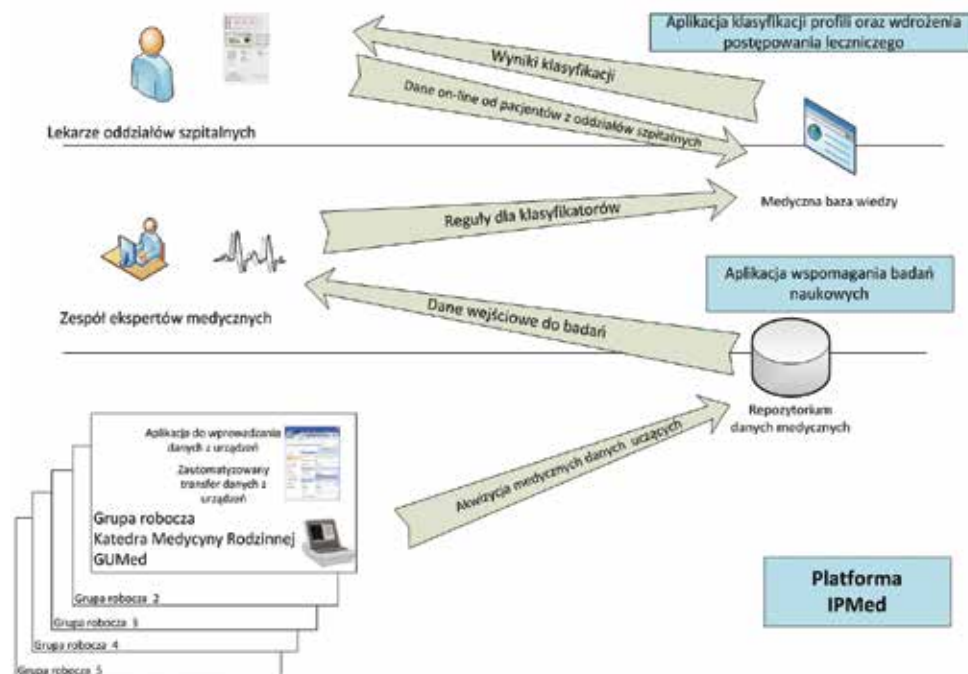 Aplikacja klasyfikacji profili oraz wdrożenia
postępowania leczniczego
Wyniki klasyfikacji
Dane on-line od pacjentów z oddziałów szpitalnych
Lekarze oddziałów szpitalnych
Medyczna baza wiedzy
Reguły dla klasyfikatorów
Aplikacja wspomagania badań
naukowych
Dane wejściowe do badań
Zespół ekspertów medycznych
Repozytorium
danych medycznych
Akwizycja medycznych danych uczących
Aplikacja do wprowadzania
danych z urządzeń
Zautomatyzowany
transfer danych z
urządzeń
Grupa robocza
Katedra Medycyny Rodzinnej
GUMed
Grupa robocza 2
Grupa robocza 3
Grupa robocza 4
Grupa robocza 5
Platforma
IPMed